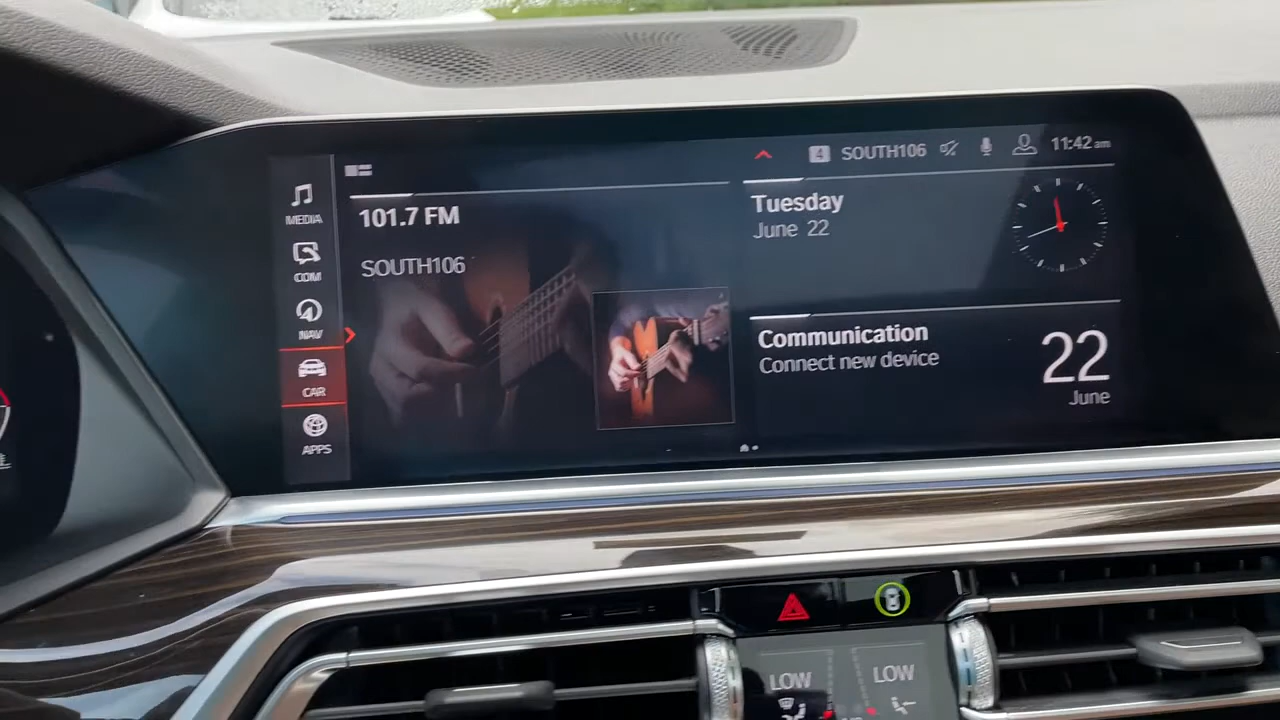 4 SOUTH106 11:42 am
MEDIA
COM
NAV
CAR
APPS
101.7 FM
SOUTH106
Tuesday
June 22
Communication
Connect new device
22
June
LOW
LOW